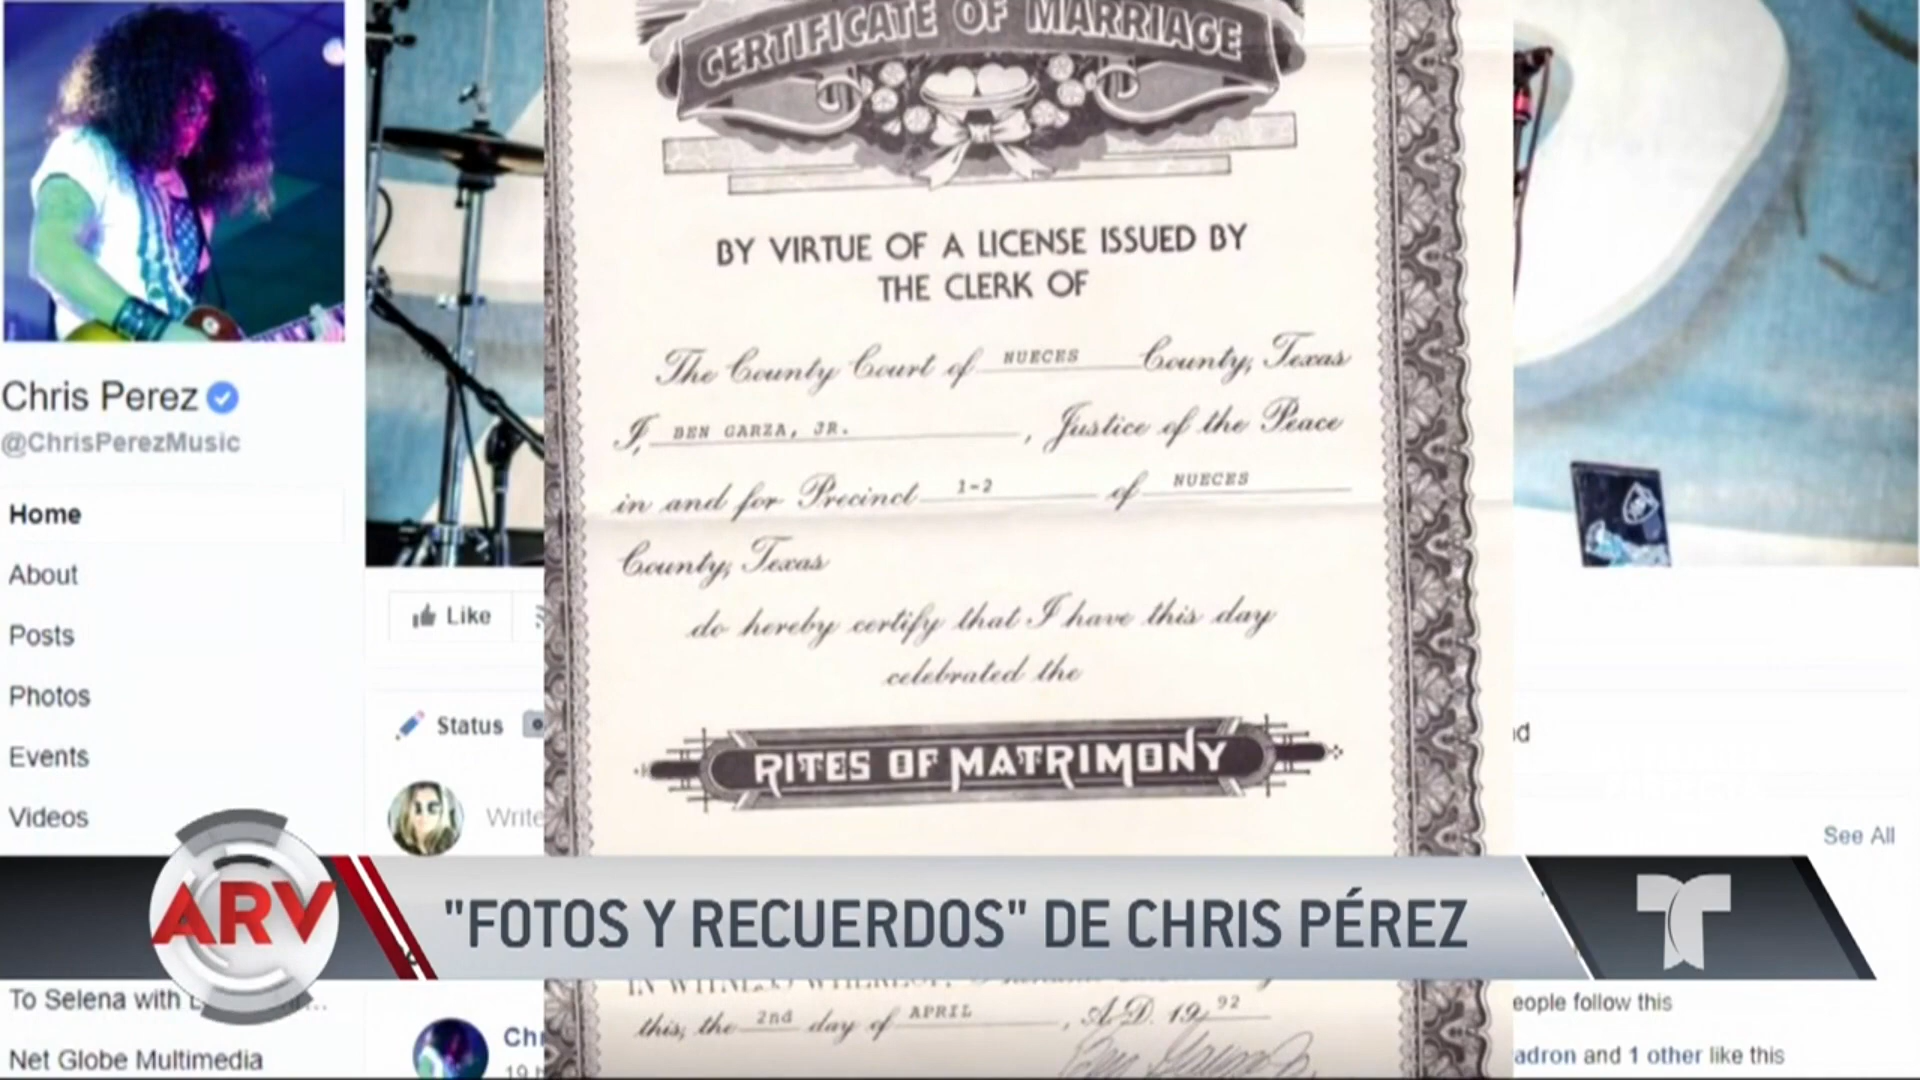 CERTIFICATE OF MARRIAGE
BY VIRTUE OF A LICENSE ISSUED BY
THE CLERK OF
The County Court of NUECES County, Texas
I, BEN GARZA, JR. , Justice of the Peace
in and for Precinct 1-2 of NUECES
County, Texas
do hereby certify that I have this day
celebrated the
RITES OF MATRIMONY
this, the 2nd day of APRIL , A.D. 19 92
Chris Perez
@ChrisPerezMusic
Home
About
Posts
Photos
Events
Videos
To Selena with
Net Globe Multimedia
Like
Status
Write
See All
follow this
and 1 other like this
ARV
"FOTOS Y RECUERDOS" DE CHRIS PÉREZ
T